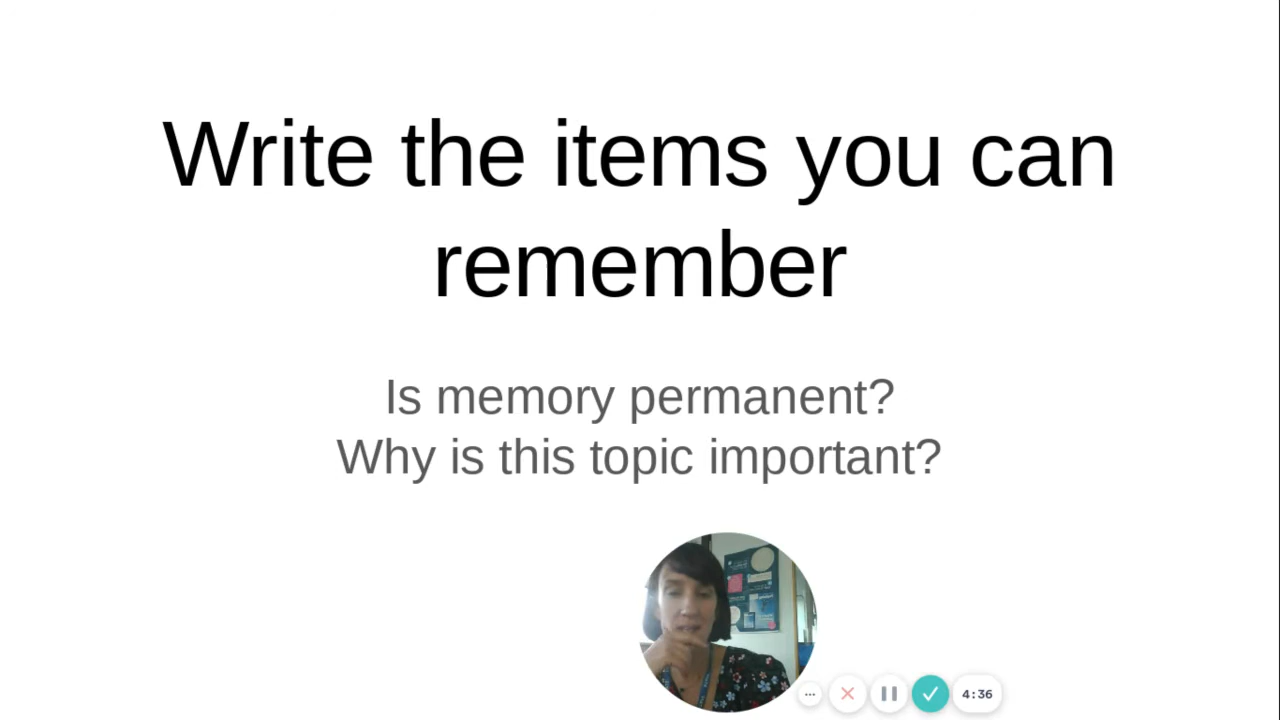 Write the items you can
remember
Is memory permanent?
Why is this topic important?
4:36